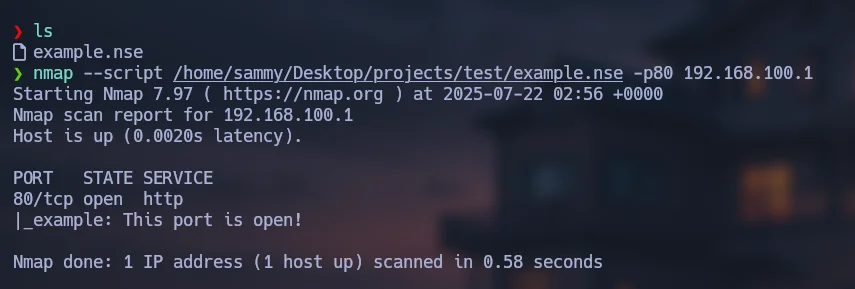 ❯ ls
example.nse
❯ nmap --script /home/sammy/Desktop/projects/test/example.nse -p80 192.168.100.1
Starting Nmap 7.97 ( https://nmap.org ) at 2025-07-22 02:56 +0000
Nmap scan report for 192.168.100.1
Host is up (0.0020s latency).
PORT   STATE SERVICE
80/tcp open  http
|_example: This port is open!
Nmap done: 1 IP address (1 host up) scanned in 0.58 seconds